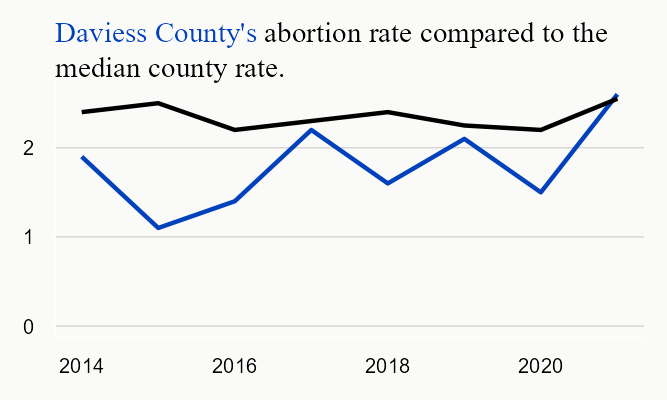 Daviess County's abortion rate compared to the
median county rate.
2
1
0
2014 2016 2018 2020